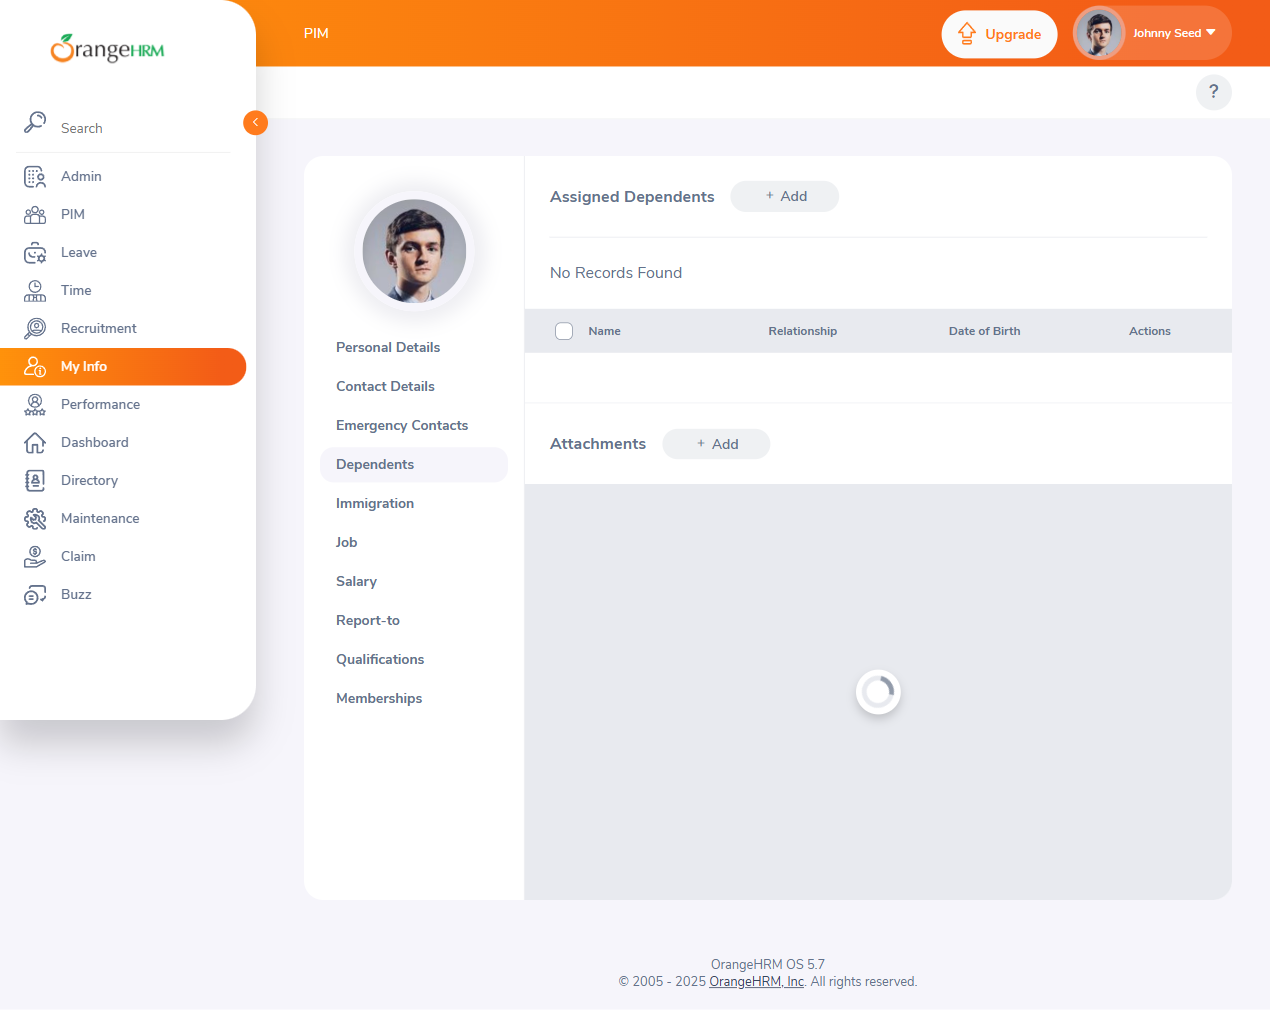 OrangeHRM
PIM
Upgrade
Johnny Seed
?
Search
Admin
PIM
Leave
Time
Recruitment
My Info
Performance
Dashboard
Directory
Maintenance
Claim
Buzz
Personal Details
Contact Details
Emergency Contacts
Dependents
Immigration
Job
Salary
Report-to
Qualifications
Memberships
Assigned Dependents + Add
No Records Found
Name Relationship Date of Birth Actions
Attachments + Add
OrangeHRM OS 5.7
© 2005 - 2025 OrangeHRM, Inc. All rights reserved.